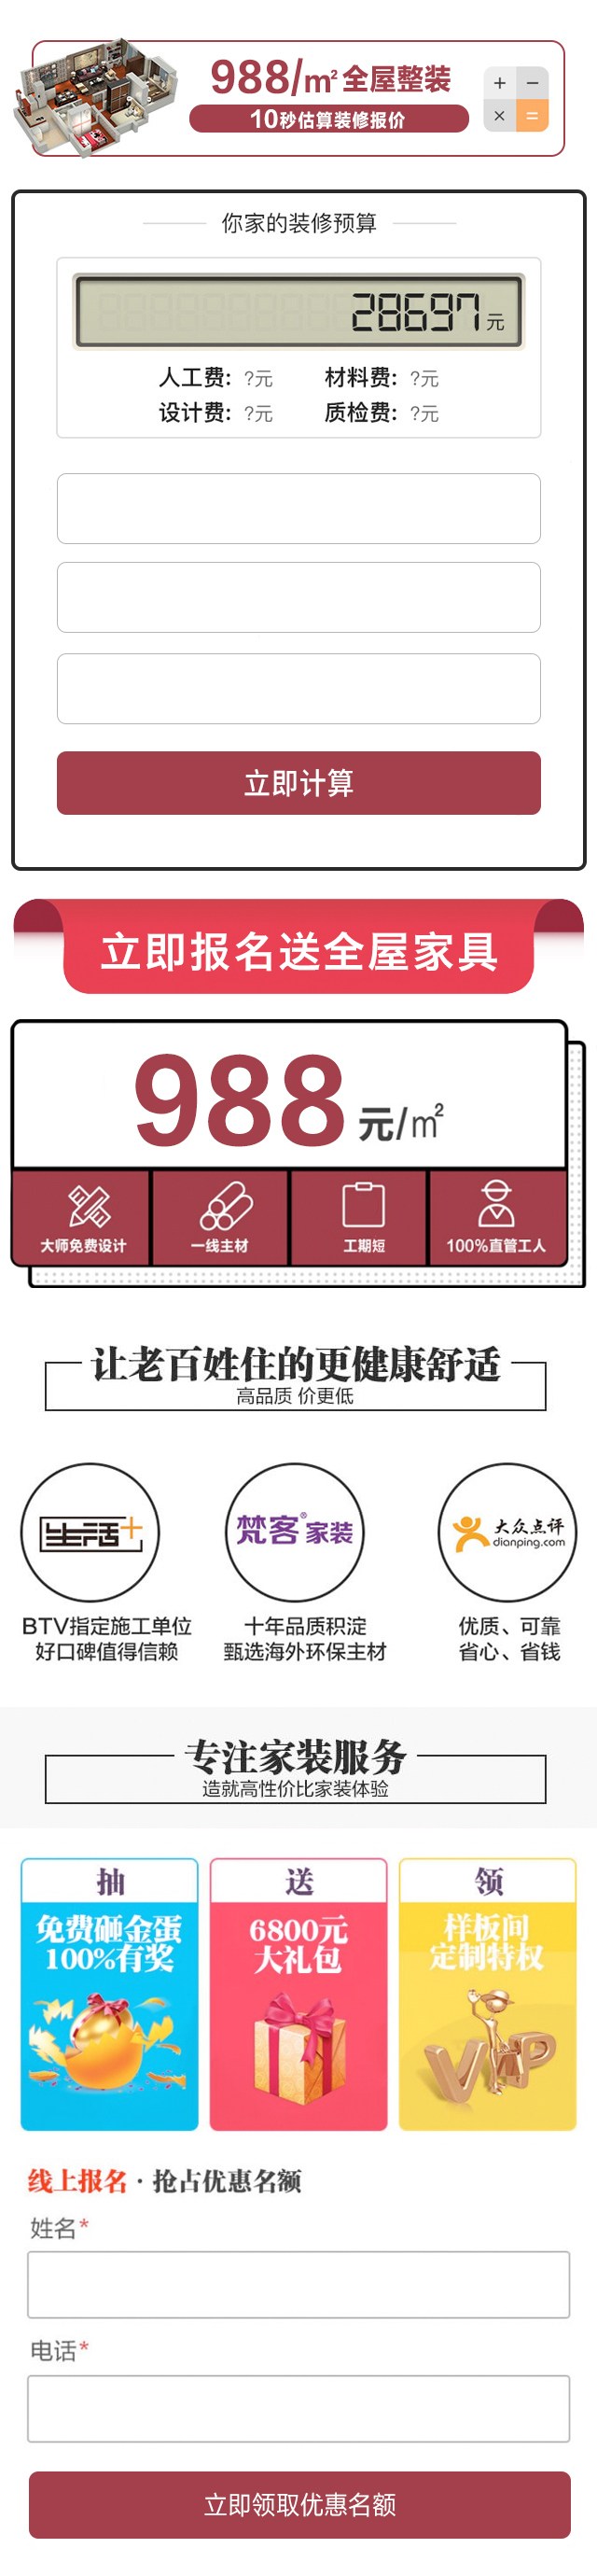 988/m²全屋整装
10秒估算装修报价
+ −
× =
你家的装修预算
28697元
人工费: ?元 材料费: ?元
设计费: ?元 质检费: ?元
立即计算
立即报名送全屋家具
988元/m²
大师免费设计 一线主材 工期短 100%直管工人
让老百姓住的更健康舒适
高品质 价更低
生活+ 梵客®家装 大众点评
dianping.com
BTV指定施工单位 十年品质积淀 优质、可靠
好口碑值得信赖 甄选海外环保主材 省心、省钱
专注家装服务
造就高性价比家装体验
抽 送 领
免费砸金蛋 6800元 样板间
100%有奖 大礼包 定制特权
VIP
线上报名 · 抢占优惠名额
姓名*
电话*
立即领取优惠名额